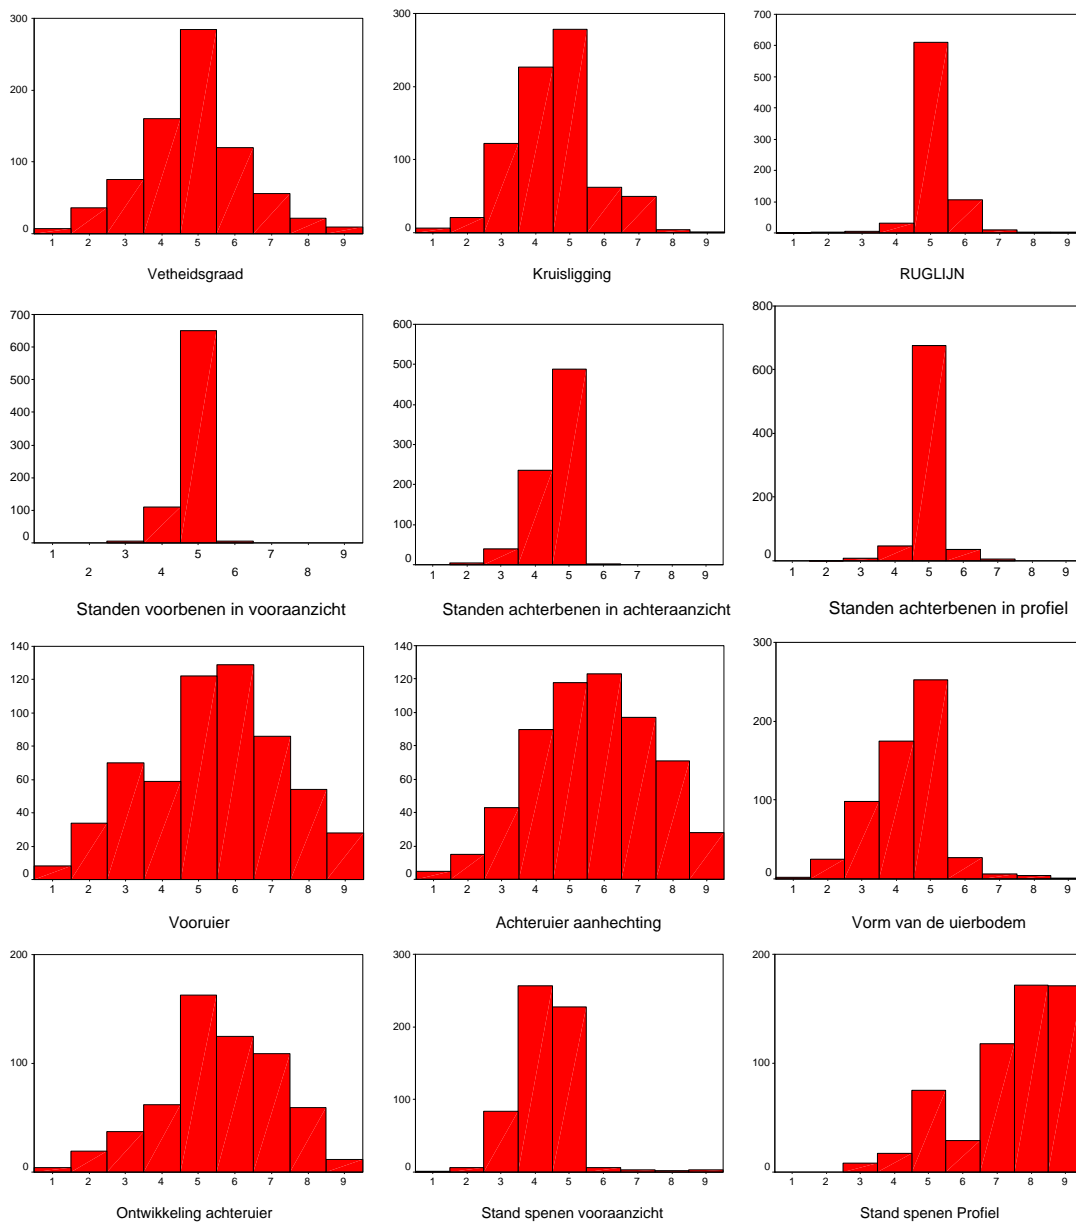 300
200
100
0
1 2 3 4 5 6 7 8 9
Vetheidsgraad
300
200
100
0
1 2 3 4 5 6 7 8 9
Kruisligging
700
600
500
400
300
200
100
0
1 2 3 4 5 6 7 8 9
RUGLIJN
700
600
500
400
300
200
100
0
1 3 4 5 6 7 9
2 6 8
Standen voorbenen in vooraanzicht
600
500
400
300
200
100
0
1 2 3 4 5 6 7 8 9
Standen achterbenen in achteraanzicht
800
600
400
200
0
1 2 3 4 5 6 7 8 9
Standen achterbenen in profiel
140
120
100
80
60
40
20
0
1 2 3 4 5 6 7 8 9
Vooruier
140
120
100
80
60
40
20
0
1 2 3 4 5 6 7 8 9
Achteruier aanhechting
300
200
100
0
1 2 3 4 5 6 7 8 9
Vorm van de uierbodem
200
100
0
1 2 3 4 5 6 7 8 9
Ontwikkeling achteruier
300
200
100
0
1 2 3 4 5 6 7 8 9
Stand spenen vooraanzicht
200
100
0
1 2 3 4 5 6 7 8 9
Stand spenen Profiel